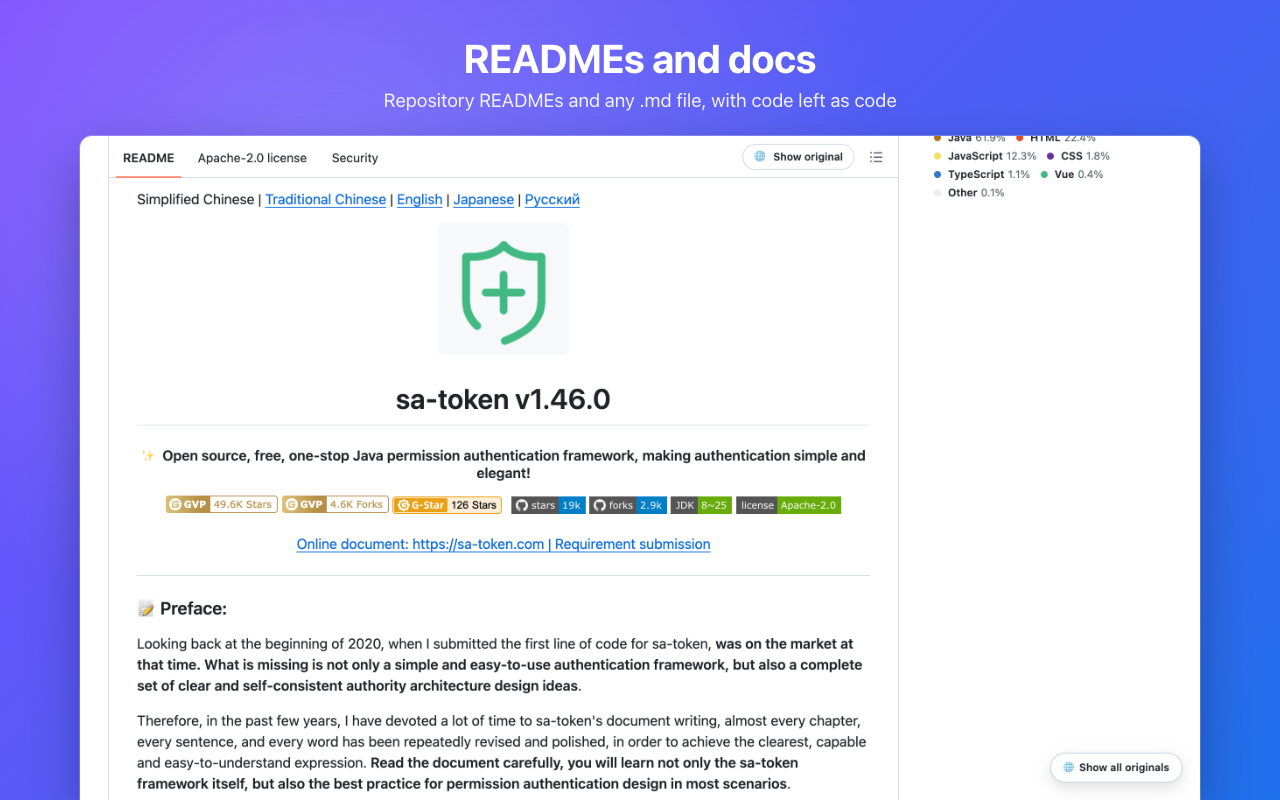 READMEs and docs
Repository READMEs and any .md file, with code left as code
README Apache-2.0 license Security Show original
Java 61.9% HTML 22.4%
JavaScript 12.3% CSS 1.8%
TypeScript 1.1% Vue 0.4%
Other 0.1%
Simplified Chinese | Traditional Chinese | English | Japanese | Русский
sa-token v1.46.0
✨ Open source, free, one-stop Java permission authentication framework, making authentication simple and
elegant!
GVP 49.6K Stars GVP 4.6K Forks G-Star 126 Stars stars 19k forks 2.9k JDK 8~25 license Apache-2.0
Online document: https://sa-token.com | Requirement submission
📝 Preface:
Looking back at the beginning of 2020, when I submitted the first line of code for sa-token, was on the market at
that time. What is missing is not only a simple and easy-to-use authentication framework, but also a complete
set of clear and self-consistent authority architecture design ideas.
Therefore, in the past few years, I have devoted a lot of time to sa-token's document writing, almost every chapter,
every sentence, and every word has been repeatedly revised and polished, in order to achieve the clearest, capable
and easy-to-understand expression. Read the document carefully, you will learn not only the sa-token
framework itself, but also the best practice for permission authentication design in most scenarios.
Show all originals